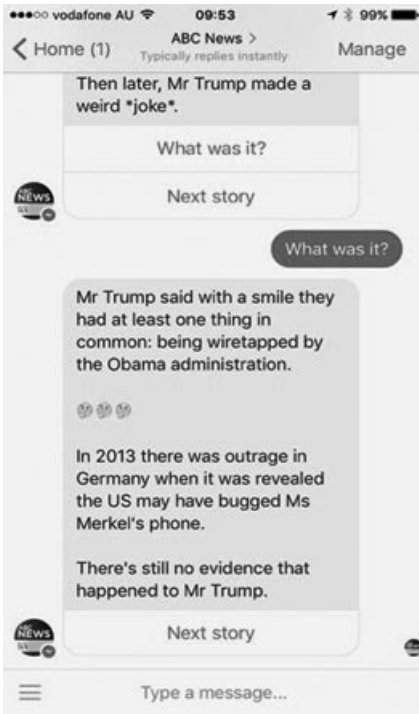 vodafone AU 09:53 99%
Home (1) ABC News > Manage
Typically replies instantly
Then later, Mr Trump made a
weird *joke*.
What was it?
NEWS
Next story
What was it?
Mr Trump said with a smile they
had at least one thing in
common: being wiretapped by
the Obama administration.
In 2013 there was outrage in
Germany when it was revealed
the US may have bugged Ms
Merkel's phone.
There's still no evidence that
happened to Mr Trump.
NEWS
Next story
Type a message...